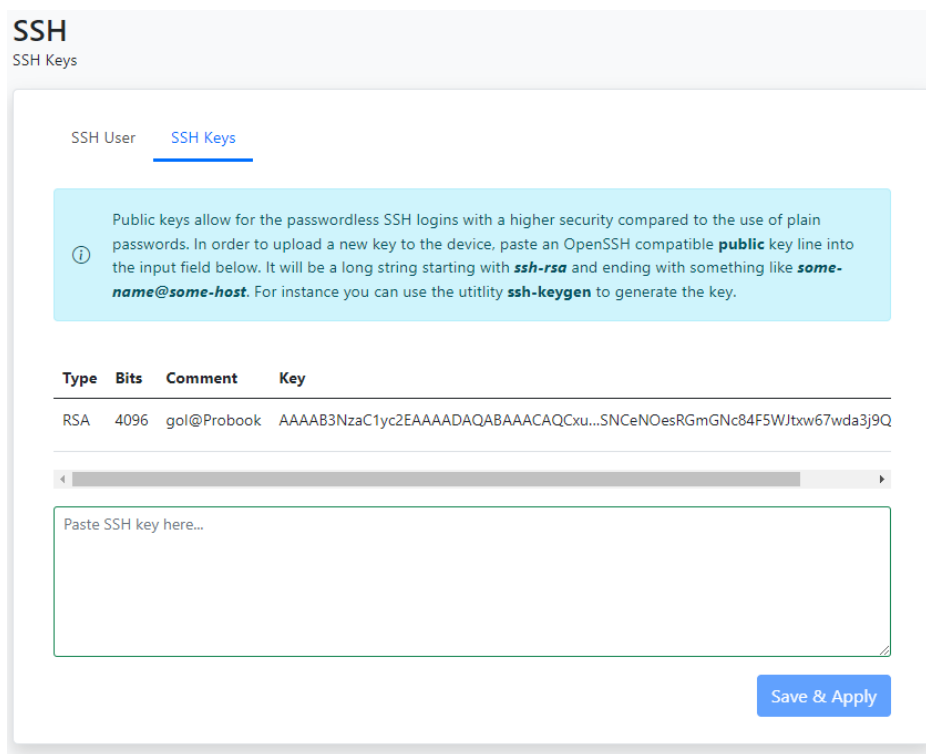 SSH
SSH Keys
SSH User SSH Keys
Public keys allow for the passwordless SSH logins with a higher security compared to the use of plain
passwords. In order to upload a new key to the device, paste an OpenSSH compatible public key line into
the input field below. It will be a long string starting with ssh-rsa and ending with something like some-
name@some-host. For instance you can use the utitlity ssh-keygen to generate the key.
Type Bits Comment Key
RSA 4096 gol@Probook AAAAB3NzaC1yc2EAAAADAQABAAACAQCxu...SNCeNOesRGmGNc84F5WJtxw67wda3j9Q
Paste SSH key here...
Save & Apply